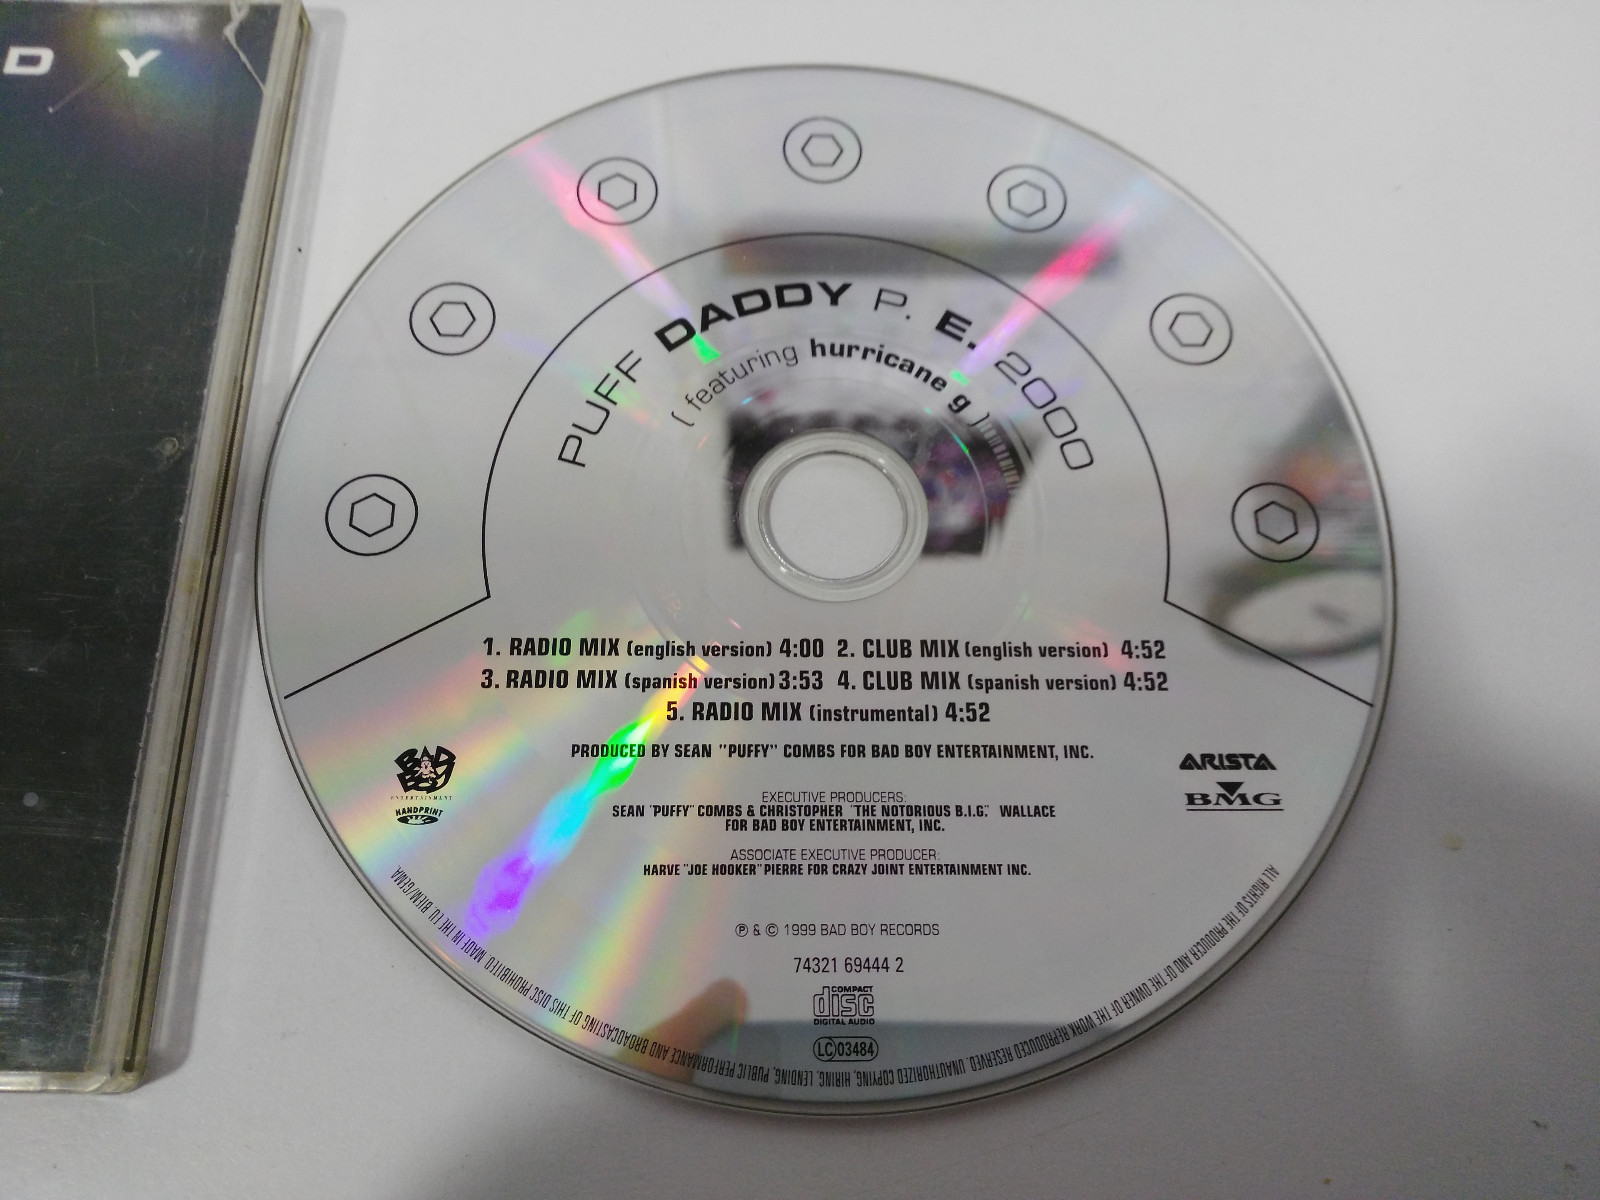 D Y
PUFF DADDY P. E. 2000
( featuring hurricane g )
1. RADIO MIX (english version) 4:00 2. CLUB MIX (english version) 4:52
3. RADIO MIX (spanish version) 3:53 4. CLUB MIX (spanish version) 4:52
5. RADIO MIX (instrumental) 4:52
PRODUCED BY SEAN "PUFFY" COMBS FOR BAD BOY ENTERTAINMENT, INC.
BAD BOY
ENTERTAINMENT
HANDPRINT
ARISTA
BMG
EXECUTIVE PRODUCERS:
SEAN "PUFFY" COMBS & CHRISTOPHER "THE NOTORIOUS B.I.G." WALLACE
FOR BAD BOY ENTERTAINMENT, INC.
ASSOCIATE EXECUTIVE PRODUCER:
HARVE "JOE HOOKER" PIERRE FOR CRAZY JOINT ENTERTAINMENT INC.
℗ & © 1999 BAD BOY RECORDS
74321 69444 2
COMPACT
disc
DIGITAL AUDIO
LC 03484
ALL RIGHTS OF THE PRODUCER AND OF THE OWNER OF THE WORK REPRODUCED RESERVED. UNAUTHORIZED COPYING, HIRING, LENDING, PUBLIC PERFORMANCE AND BROADCASTING OF THIS DISC PROHIBITED. MADE IN THE EU. BIEM/GEMA.